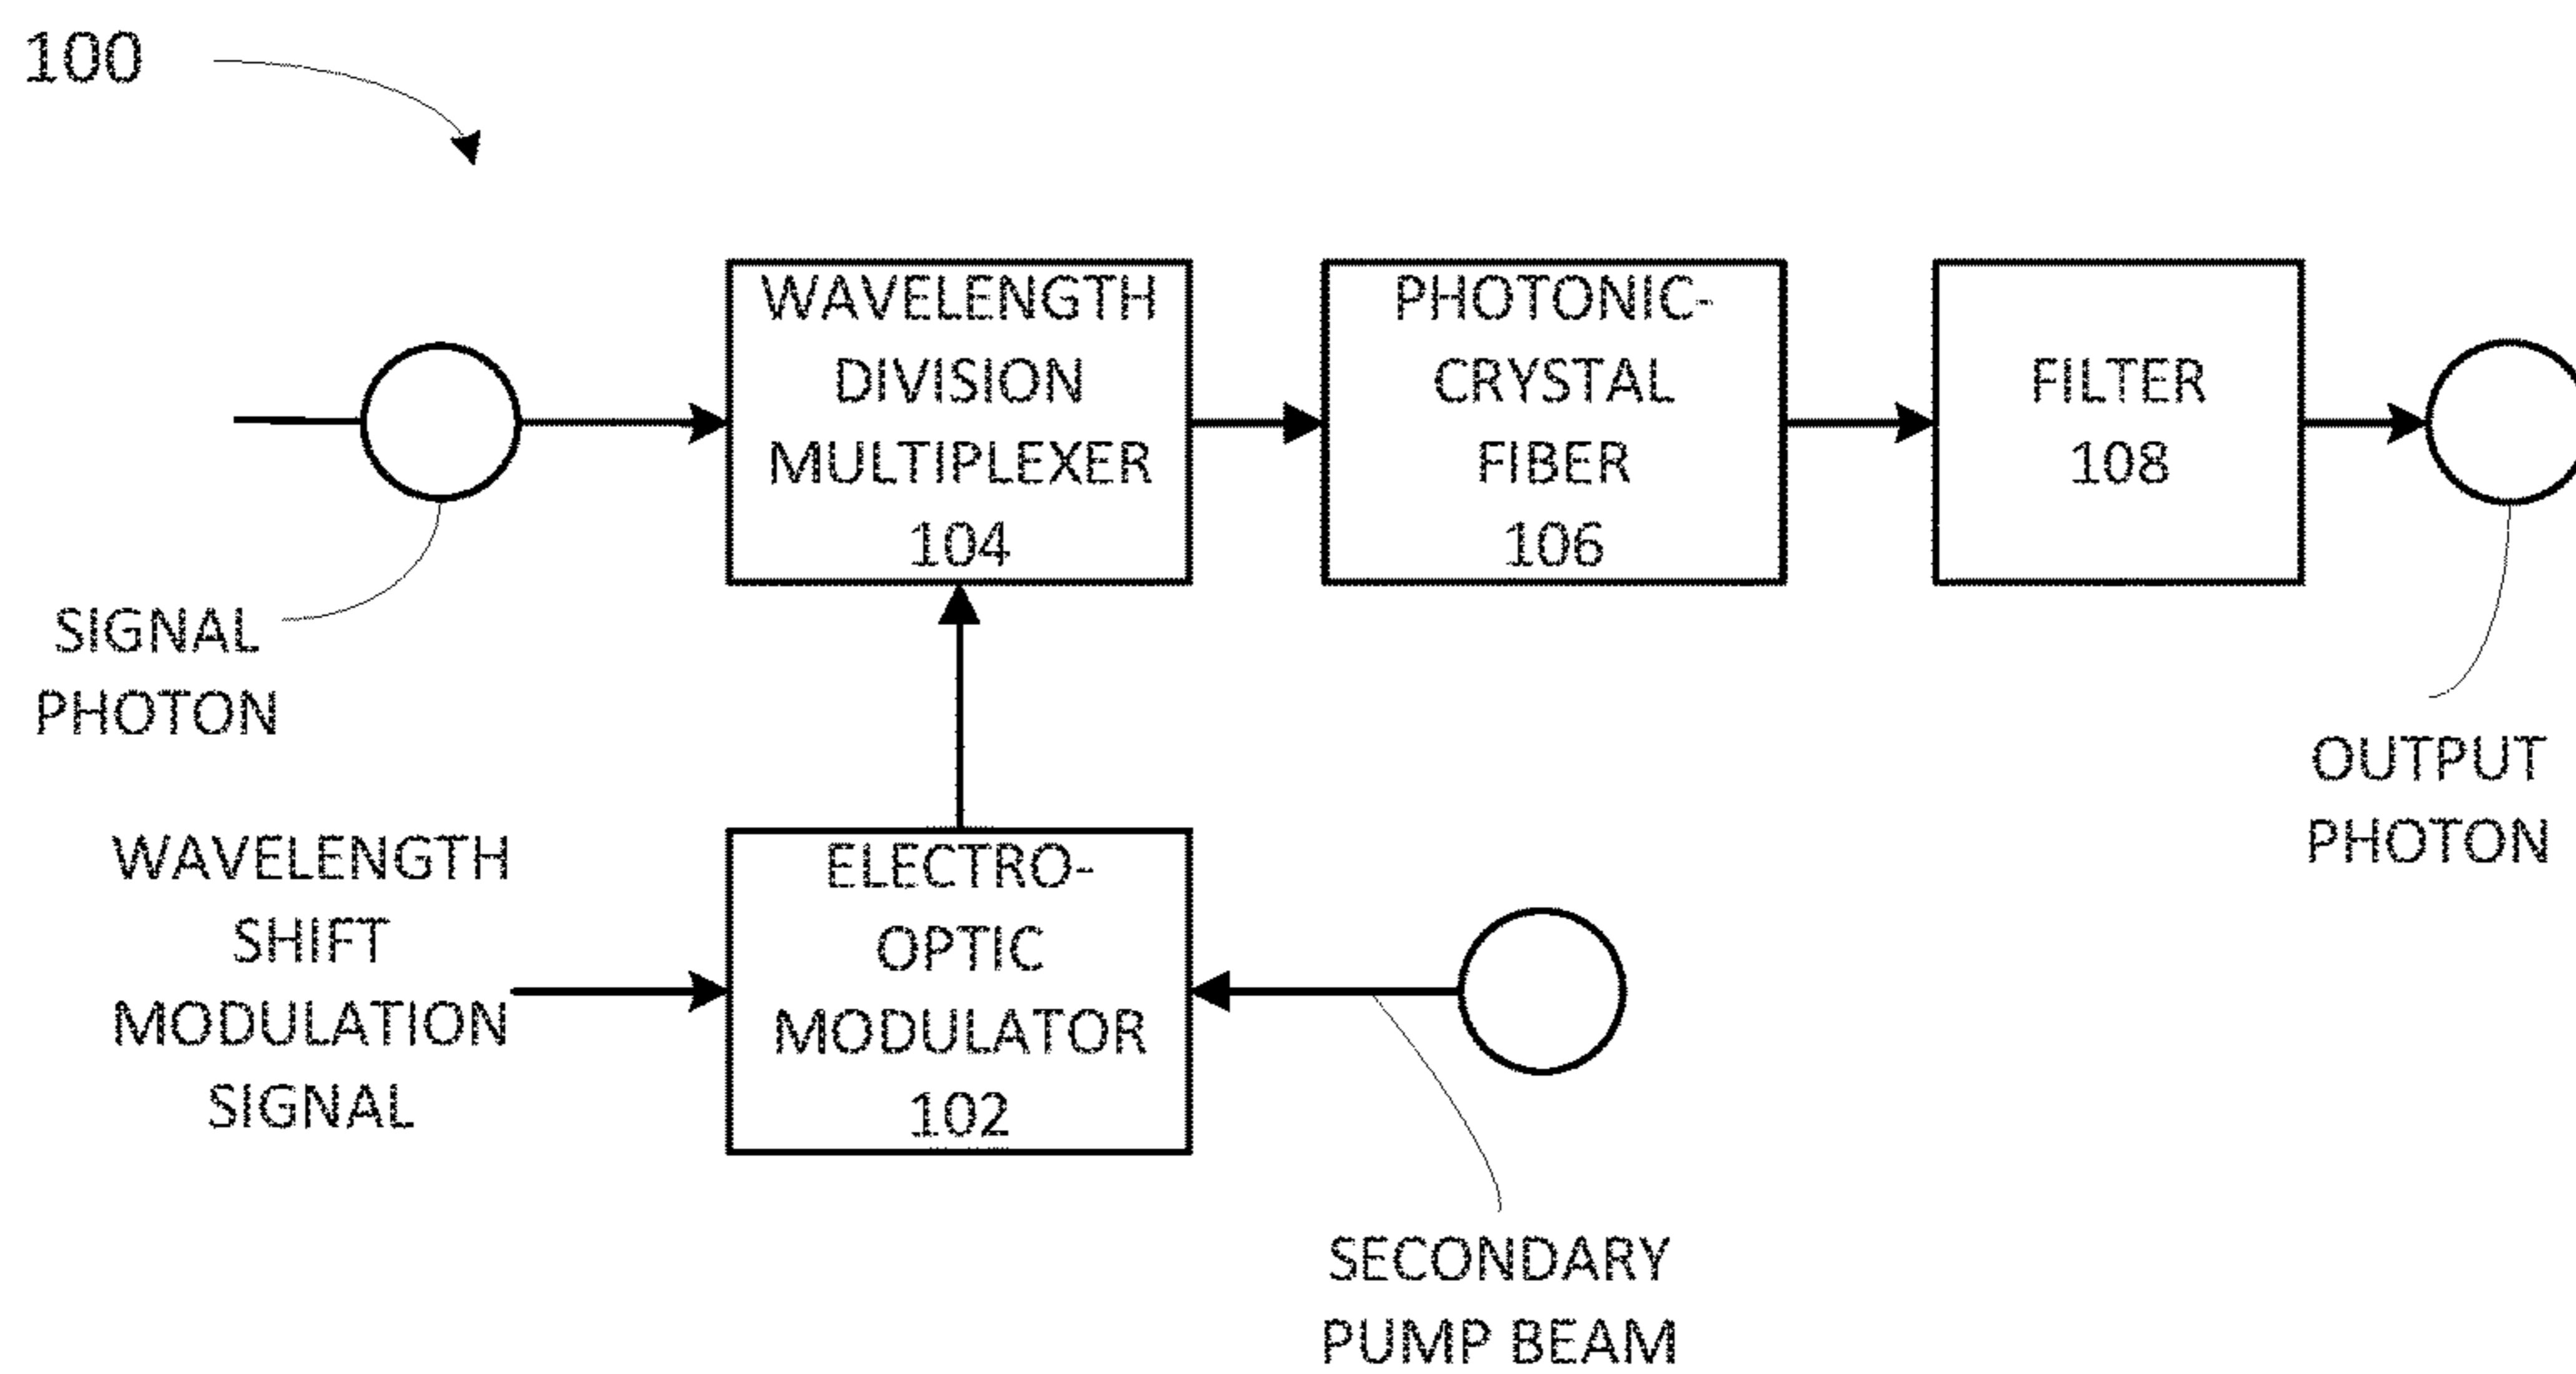 100
WAVELENGTH
DIVISION
MULTIPLEXER
104
PHOTONIC-
CRYSTAL
FIBER
106
FILTER
108
SIGNAL
PHOTON
OUTPUT
PHOTON
WAVELENGTH
SHIFT
MODULATION
SIGNAL
ELECTRO-
OPTIC
MODULATOR
102
SECONDARY
PUMP BEAM